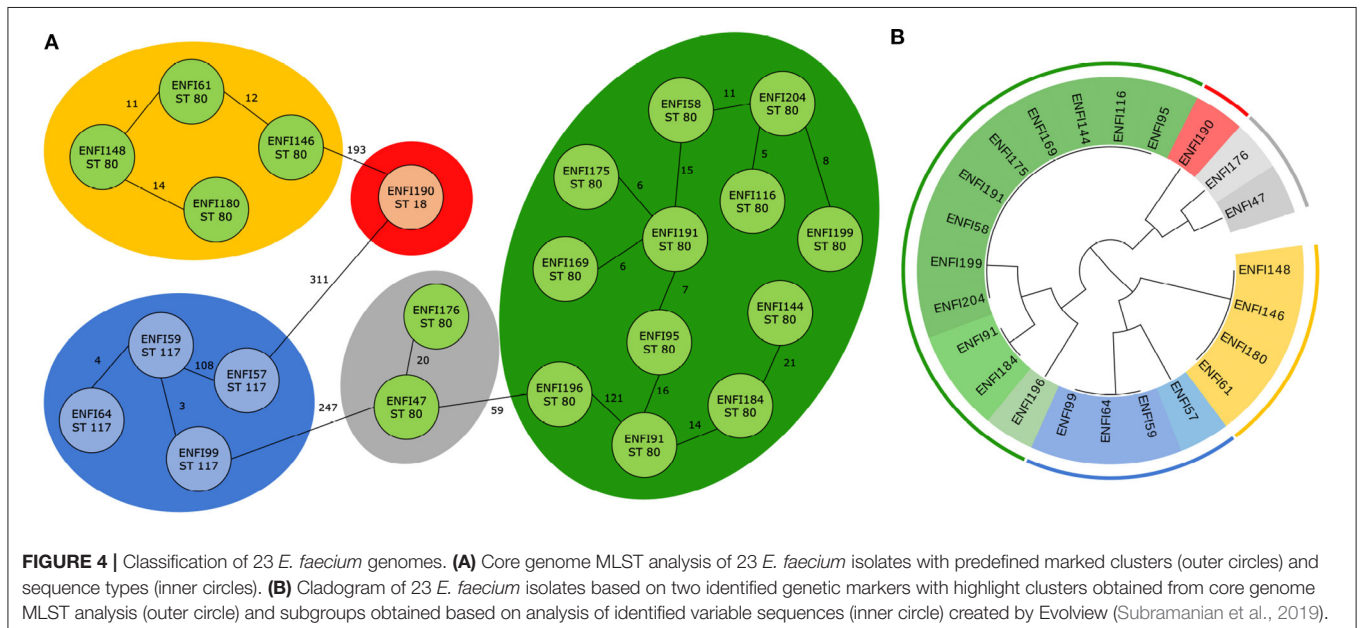 A
ENFI61
ST 80
11
12
ENFI148
ST 80
ENFI146
ST 80
14
ENFI180
ST 80
193
ENFI190
ST 18
311
ENFI59
ST 117
4
108
ENFI57
ST 117
3
ENFI64
ST 117
ENFI99
ST 117
247
ENFI176
ST 80
20
ENFI47
ST 80
59
ENFI58
ST 80
11
ENFI204
ST 80
15
5
8
ENFI175
ST 80
6
ENFI116
ST 80
ENFI191
ST 80
ENFI199
ST 80
ENFI169
ST 80
6
7
ENFI144
ST 80
ENFI95
ST 80
21
16
ENFI196
ST 80
121
ENFI184
ST 80
14
ENFI91
ST 80
B
ENFI95
ENFI116
ENFI144
ENFI169
ENFI175
ENFI191
ENFI58
ENFI199
ENFI204
ENFI91
ENFI184
ENFI196
ENFI99
ENFI64
ENFI59
ENFI57
ENFI61
ENFI180
ENFI146
ENFI148
ENFI47
ENFI176
ENFI190
FIGURE 4 | Classification of 23 E. faecium genomes. (A) Core genome MLST analysis of 23 E. faecium isolates with predefined marked clusters (outer circles) and
sequence types (inner circles). (B) Cladogram of 23 E. faecium isolates based on two identified genetic markers with highlight clusters obtained from core genome
MLST analysis (outer circle) and subgroups obtained based on analysis of identified variable sequences (inner circle) created by Evolview (Subramanian et al., 2019).